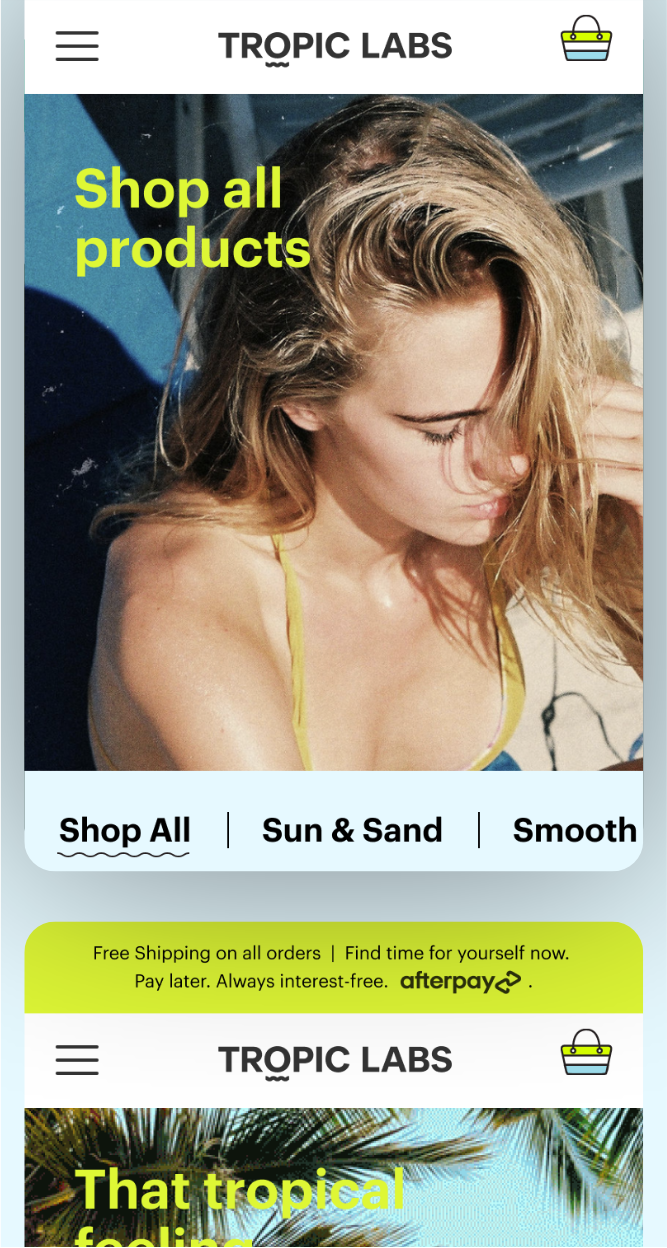 TROPIC LABS
Shop all
products
Shop All | Sun & Sand | Smooth
Free Shipping on all orders | Find time for yourself now.
Pay later. Always interest-free. afterpay .
TROPIC LABS
That tropical
feeling